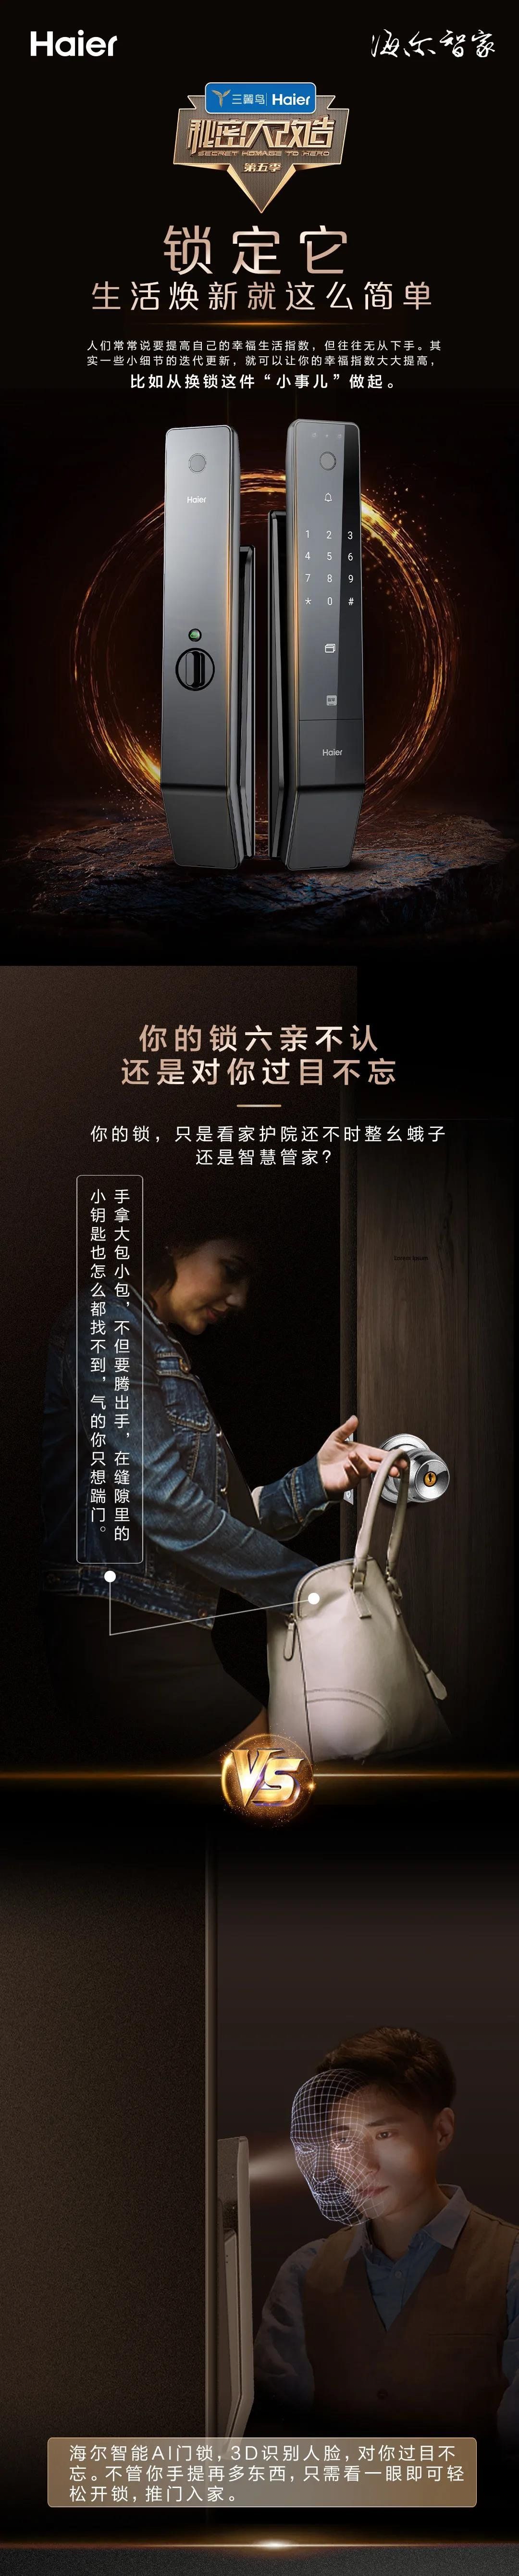 Haier
海尔智家
三翼鸟 Haier
秘密大改造
SECRET HOMAGE TO HERO
第五季
锁定它
生活焕新就这么简单
人们常常说要提高自己的幸福生活指数，但往往无从下手。其
实一些小细节的迭代更新，就可以让你的幸福指数大大提高，
比如从换锁这件“小事儿”做起。
Haier
1 2 3
4 5 6
7 8 9
* 0 #
Haier
你的锁六亲不认
还是对你过目不忘
你的锁，只是看家护院还不时整幺蛾子
还是智慧管家？
手拿大包小包，不但要腾出手，在缝隙里的
小钥匙也怎么都找不到，气的你只想踹门。
VS
海尔智能AI门锁，3D识别人脸，对你过目不
忘。不管你手提再多东西，只需看一眼即可轻
松开锁，推门入家。